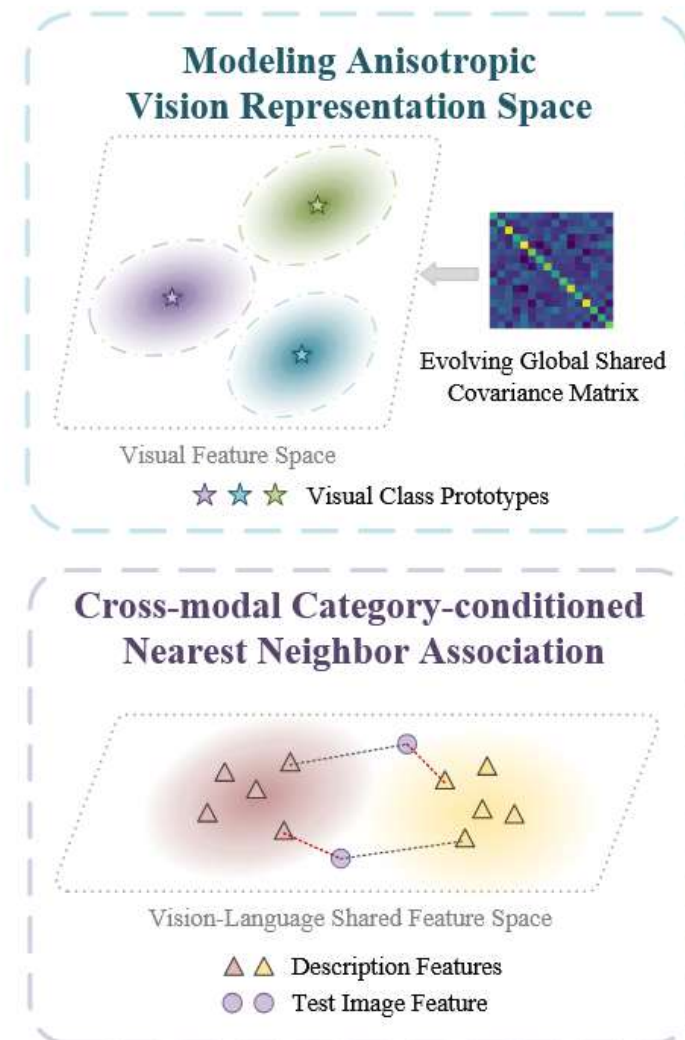 Modeling Anisotropic
Vision Representation Space
Evolving Global Shared
Covariance Matrix
Visual Feature Space
Visual Class Prototypes
Cross-modal Category-conditioned
Nearest Neighbor Association
Vision-Language Shared Feature Space
Description Features
Test Image Feature